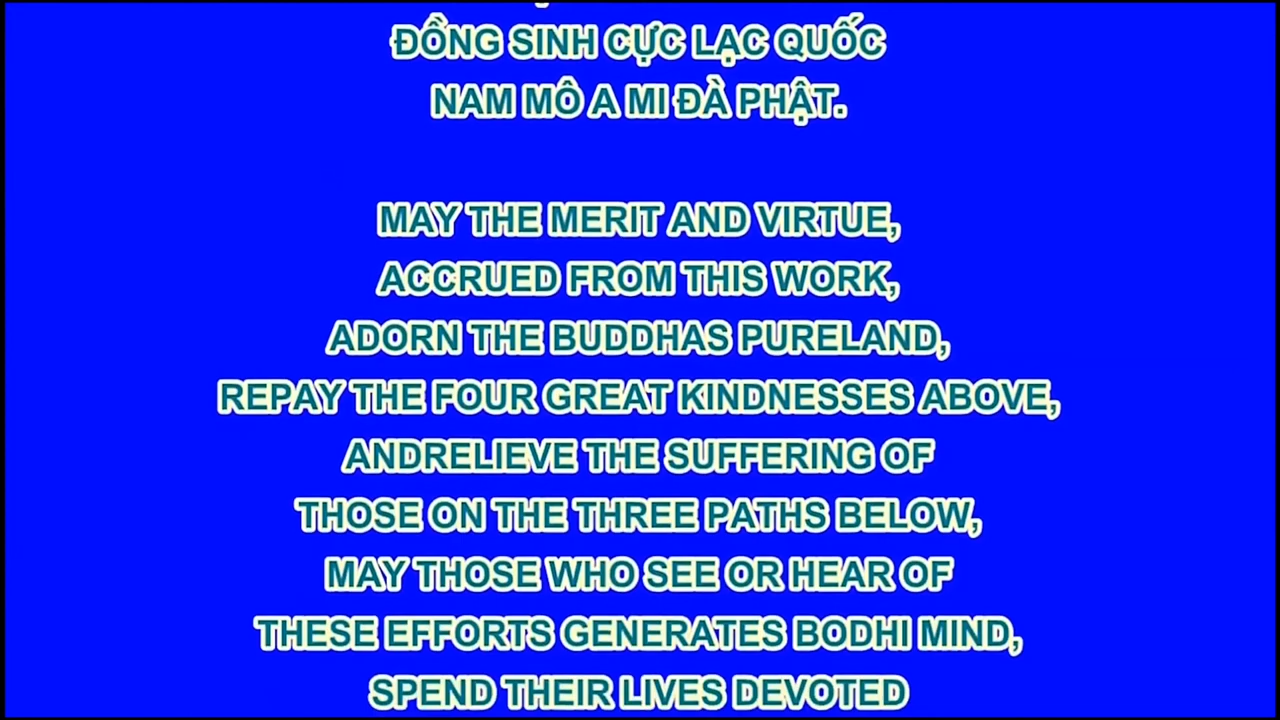 ĐỒNG SINH CỰC LẠC QUỐC
NAM MÔ A MI ĐÀ PHẬT.
MAY THE MERIT AND VIRTUE,
ACCRUED FROM THIS WORK,
ADORN THE BUDDHAS PURELAND,
REPAY THE FOUR GREAT KINDNESSES ABOVE,
ANDRELIEVE THE SUFFERING OF
THOSE ON THE THREE PATHS BELOW,
MAY THOSE WHO SEE OR HEAR OF
THESE EFFORTS GENERATES BODHI MIND,
SPEND THEIR LIVES DEVOTED